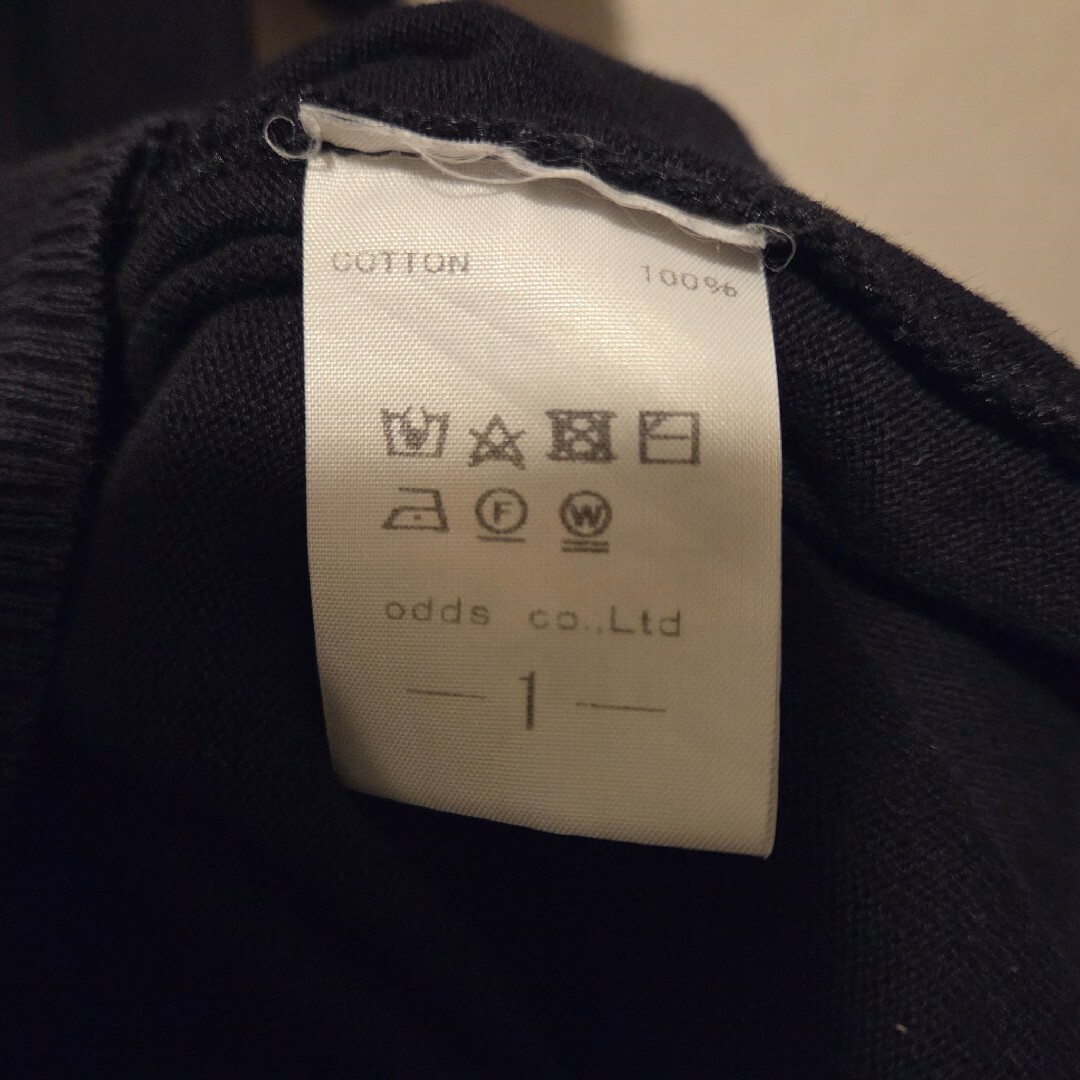 COTTON 100%
F W
odds co.,Ltd
— 1 —